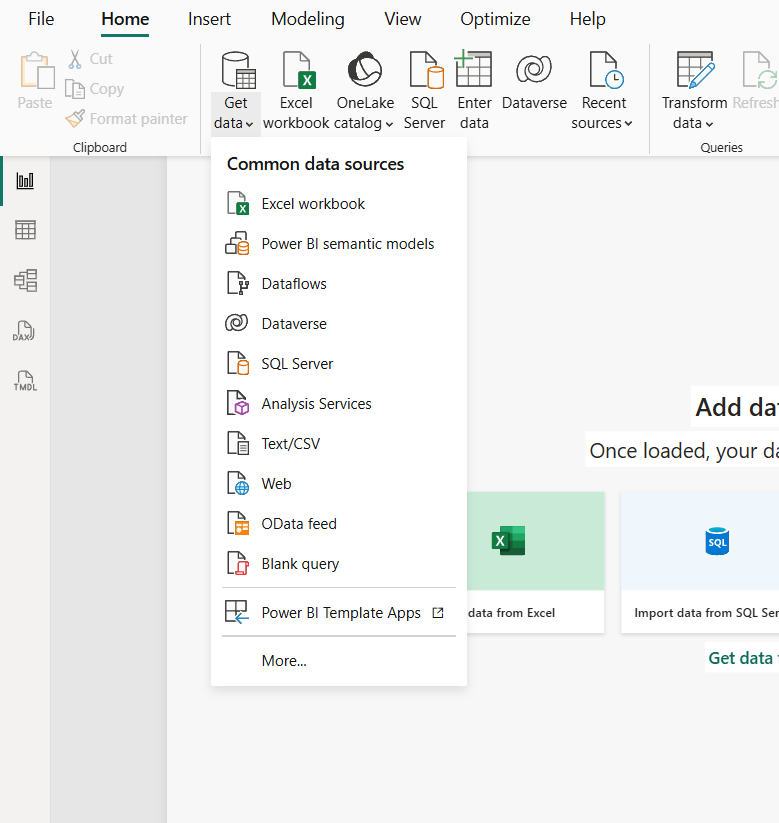 File Home Insert Modeling View Optimize Help
Paste
Cut
Copy
Format painter
Clipboard
Get data
Excel workbook
OneLake catalog
SQL Server
Enter data
Dataverse
Recent sources
Transform data
Refresh
Queries
DAX
TMDL
Common data sources
Excel workbook
Power BI semantic models
Dataflows
Dataverse
SQL Server
Analysis Services
Text/CSV
Web
OData feed
Blank query
Power BI Template Apps
More...
Add da
Once loaded, your da
X
SQL
data from Excel
Import data from SQL Ser
Get data